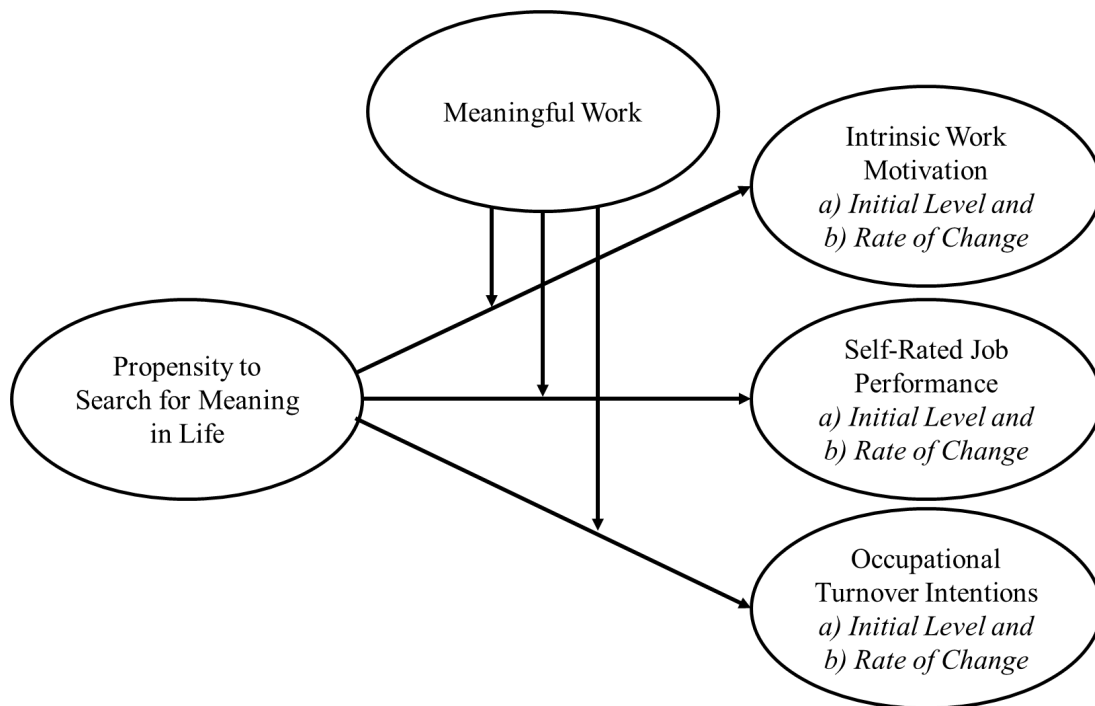 Meaningful Work
Intrinsic Work
Motivation
a) Initial Level and
b) Rate of Change
Propensity to
Search for Meaning
in Life
Self-Rated Job
Performance
a) Initial Level and
b) Rate of Change
Occupational
Turnover Intentions
a) Initial Level and
b) Rate of Change